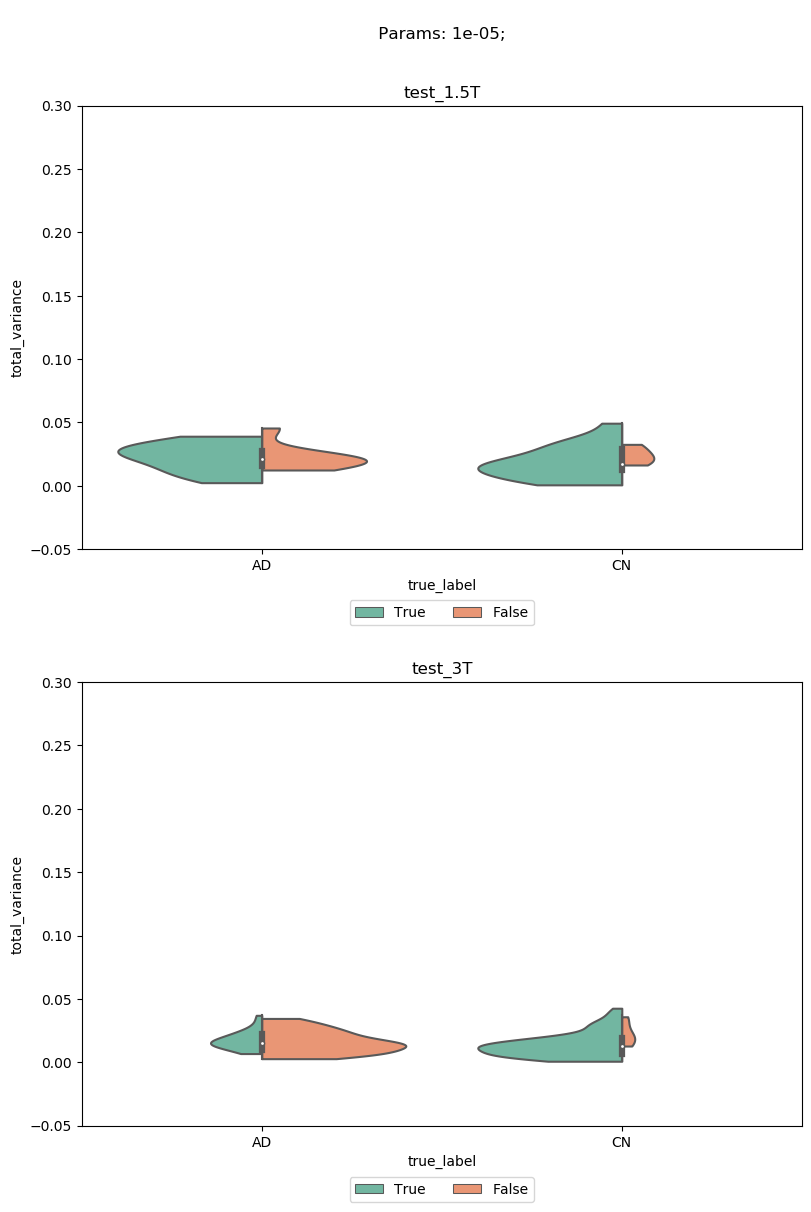 Params: 1e-05;
test_1.5T
0.30
0.25
0.20
0.15
0.10
0.05
0.00
−0.05
total_variance
AD
CN
true_label
True
False
test_3T
0.30
0.25
0.20
0.15
0.10
0.05
0.00
−0.05
total_variance
AD
CN
true_label
True
False